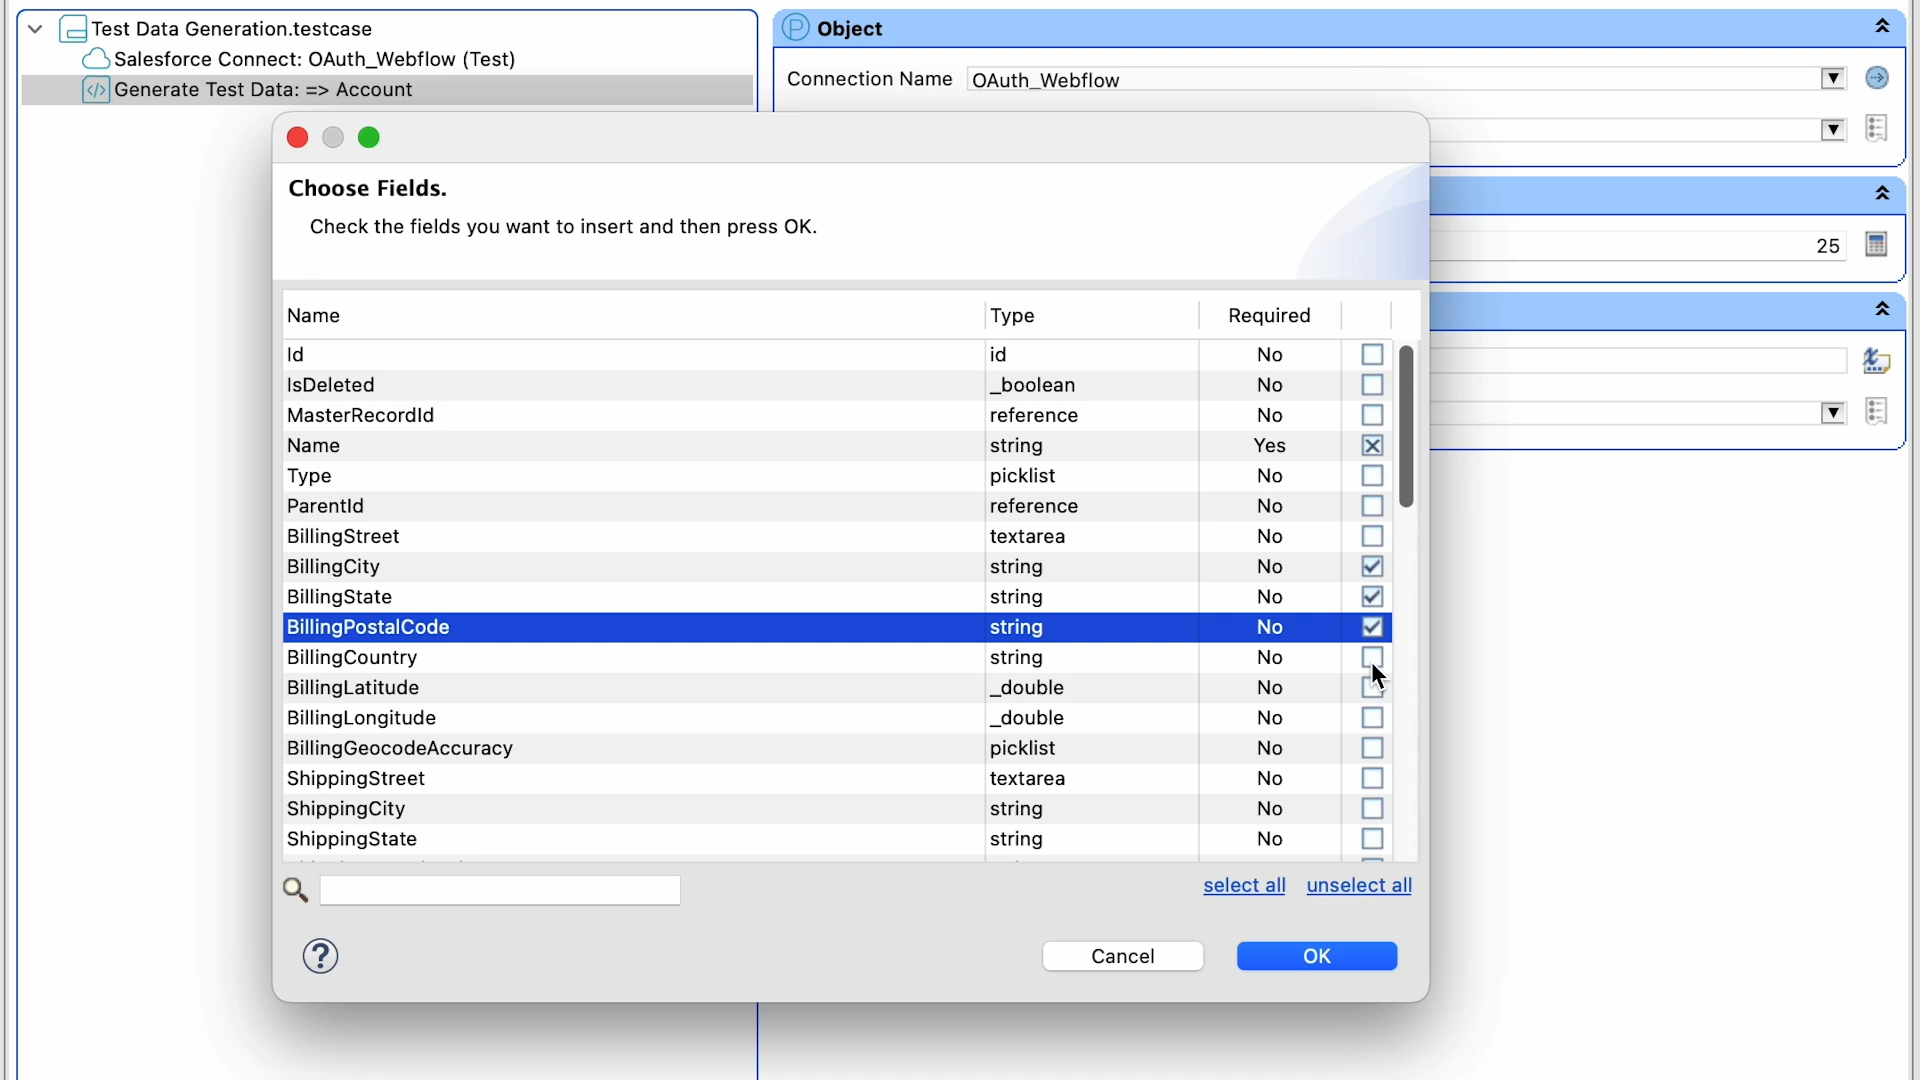 Test Data Generation.testcase
Salesforce Connect: OAuth_Webflow (Test)
Generate Test Data: => Account
Object
Connection Name OAuth_Webflow
25
Choose Fields.
Check the fields you want to insert and then press OK.
Name Type Required
Id id No
IsDeleted _boolean No
MasterRecordId reference No
Name string Yes
Type picklist No
ParentId reference No
BillingStreet textarea No
BillingCity string No
BillingState string No
BillingPostalCode string No
BillingCountry string No
BillingLatitude _double No
BillingLongitude _double No
BillingGeocodeAccuracy picklist No
ShippingStreet textarea No
ShippingCity string No
ShippingState string No
select all unselect all
? Cancel OK